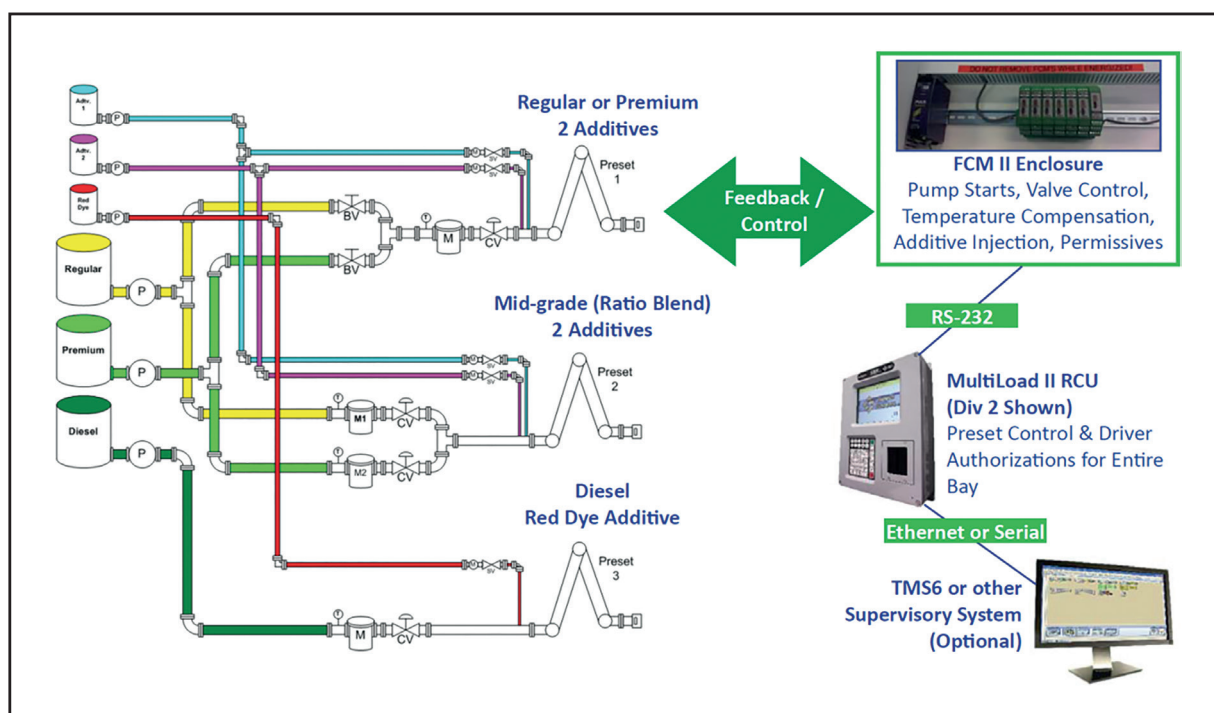 Adtv.
1
P
Adtv.
2
P
Red
Dye
P
Regular
P
Premium
P
Diesel
P
Regular or Premium
2 Additives
M
SV
M
SV
Preset
1
BV
T
M
CV
BV
Mid-grade (Ratio Blend)
2 Additives
M
SV
M
SV
Preset
2
T
M1
CV
T
M2
CV
Diesel
Red Dye Additive
M
SV
Preset
3
T
M
CV
Feedback /
Control
DO NOT REMOVE FCM'S WHILE ENERGIZED!
FCM II Enclosure
Pump Starts, Valve Control,
Temperature Compensation,
Additive Injection, Permissives
RS-232
MultiLoad II RCU
(Div 2 Shown)
Preset Control & Driver
Authorizations for Entire
Bay
Ethernet or Serial
TMS6 or other
Supervisory System
(Optional)